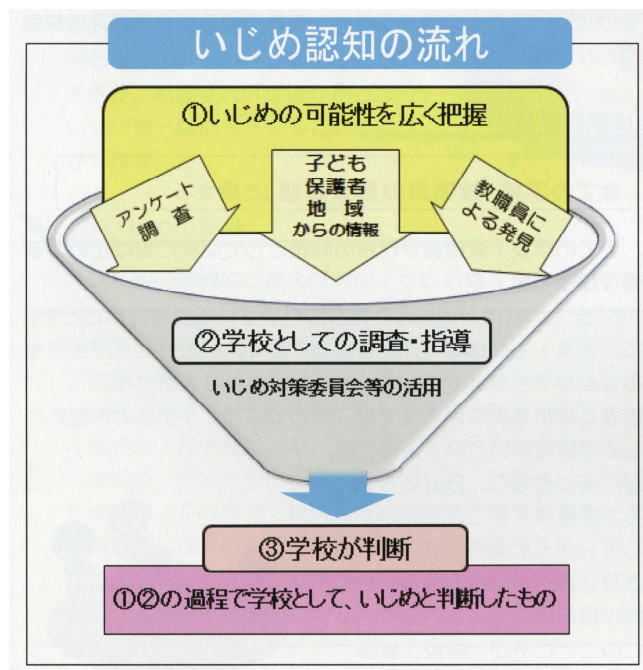 いじめ認知の流れ
①いじめの可能性を広く把握
アンケート
調査
子ども
保護者
地域
からの情報
教職員に
よる発見
②学校としての調査・指導
いじめ対策委員会等の活用
③学校が判断
①②の過程で学校として、いじめと判断したもの